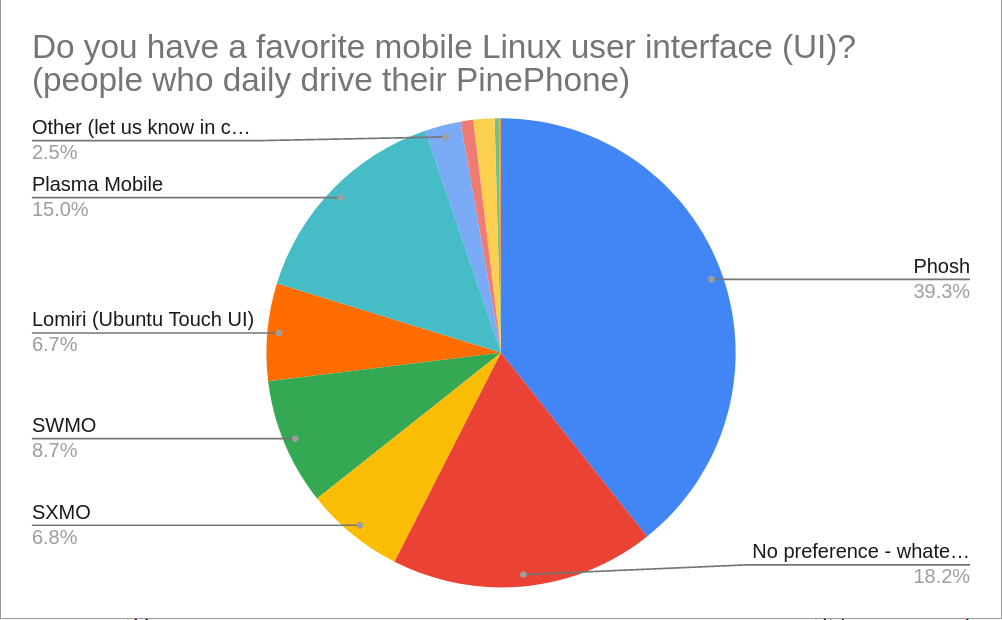 Do you have a favorite mobile Linux user interface (UI)?
(people who daily drive their PinePhone)
Other (let us know in c…
2.5%
Plasma Mobile
15.0%
Phosh
39.3%
Lomiri (Ubuntu Touch UI)
6.7%
SWMO
8.7%
SXMO
6.8%
No preference - whate…
18.2%